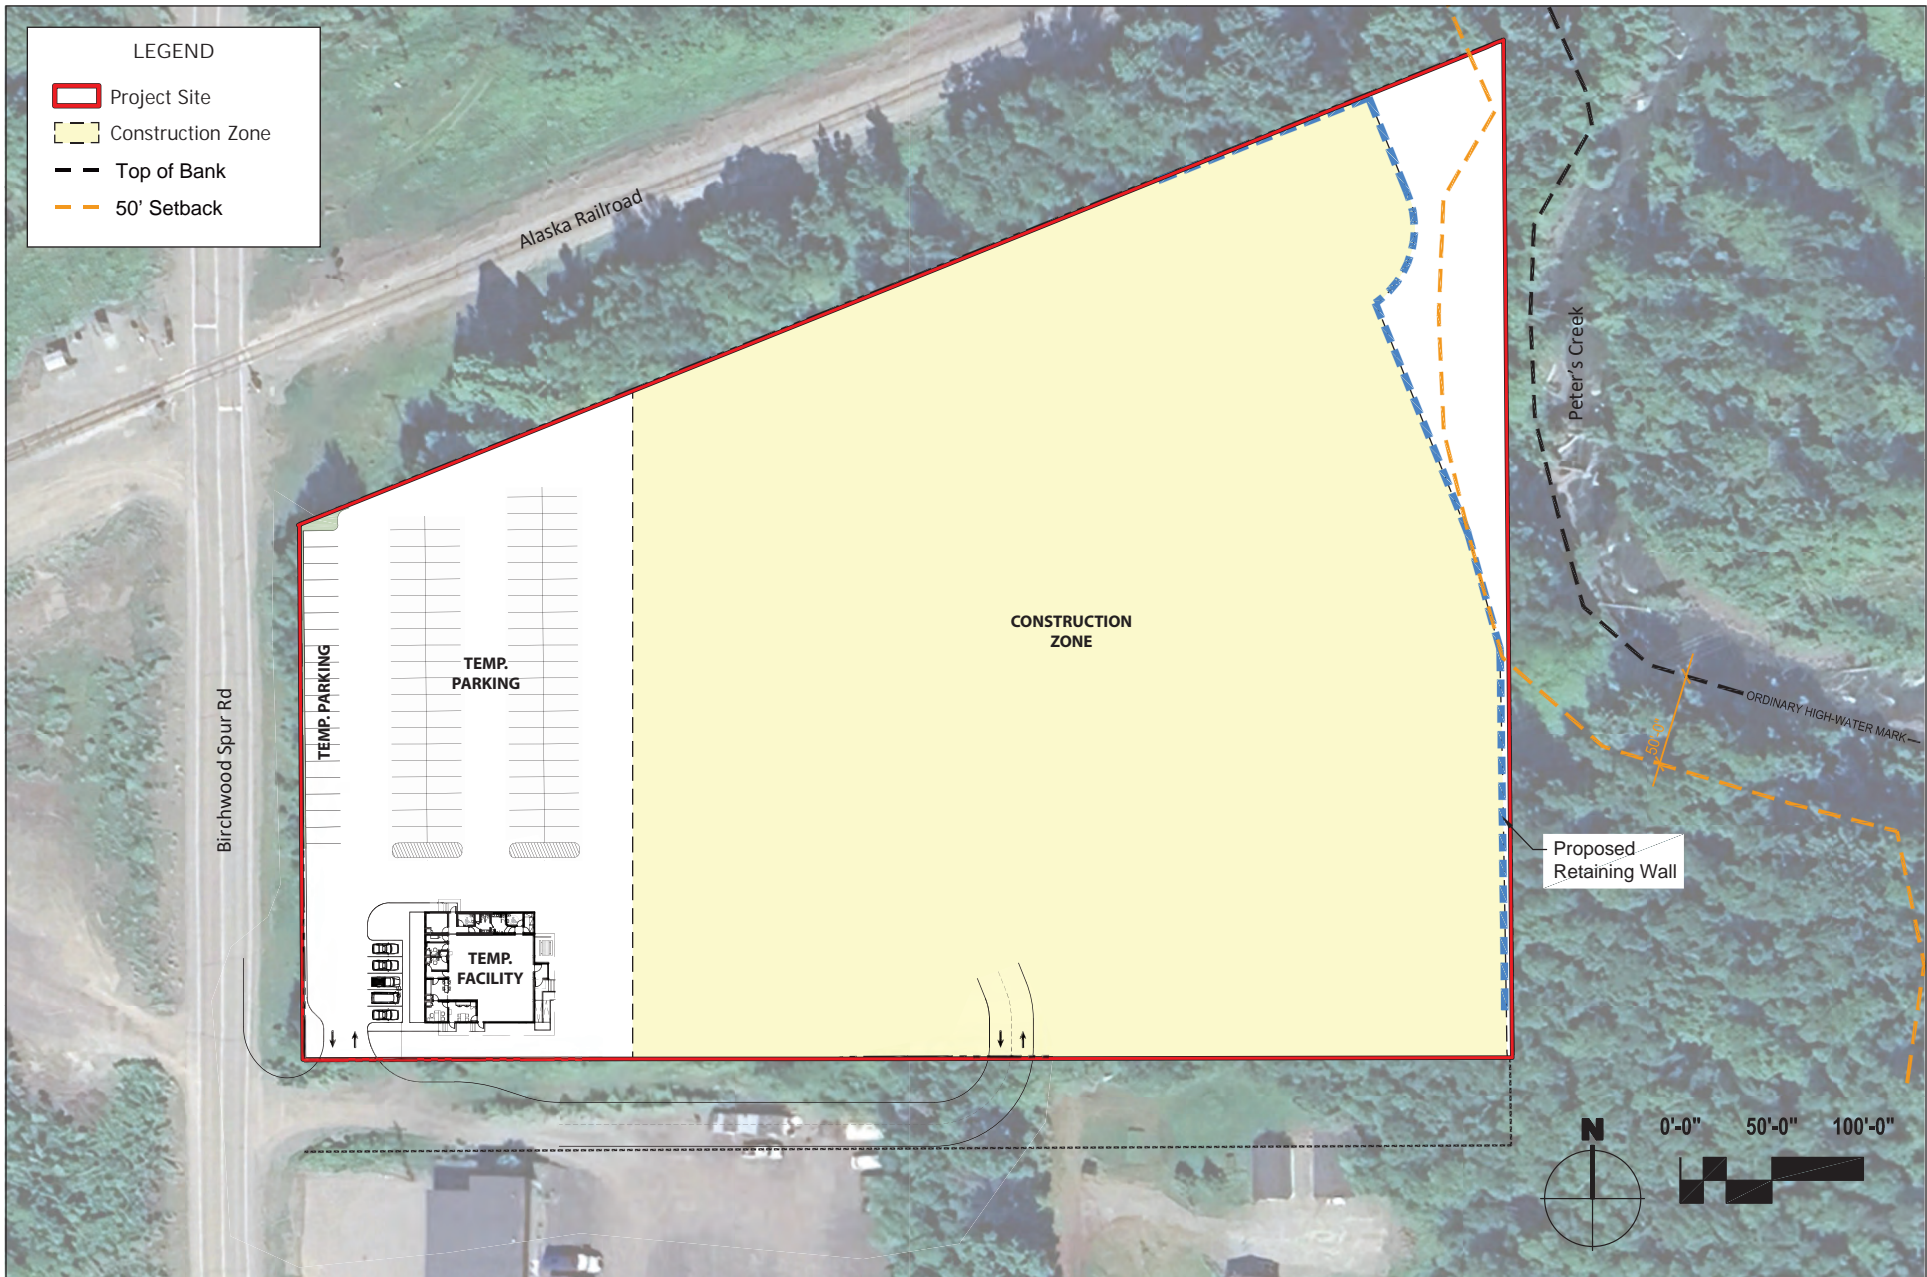 LEGEND
Project Site
Construction Zone
Top of Bank
50' Setback
Alaska Railroad
Peter's Creek
CONSTRUCTION
ZONE
TEMP. PARKING
TEMP.
PARKING
Birchwood Spur Rd
ORDINARY HIGH-WATER MARK
50'-0"
Proposed
Retaining Wall
TEMP.
FACILITY
N
0'-0" 50'-0" 100'-0"